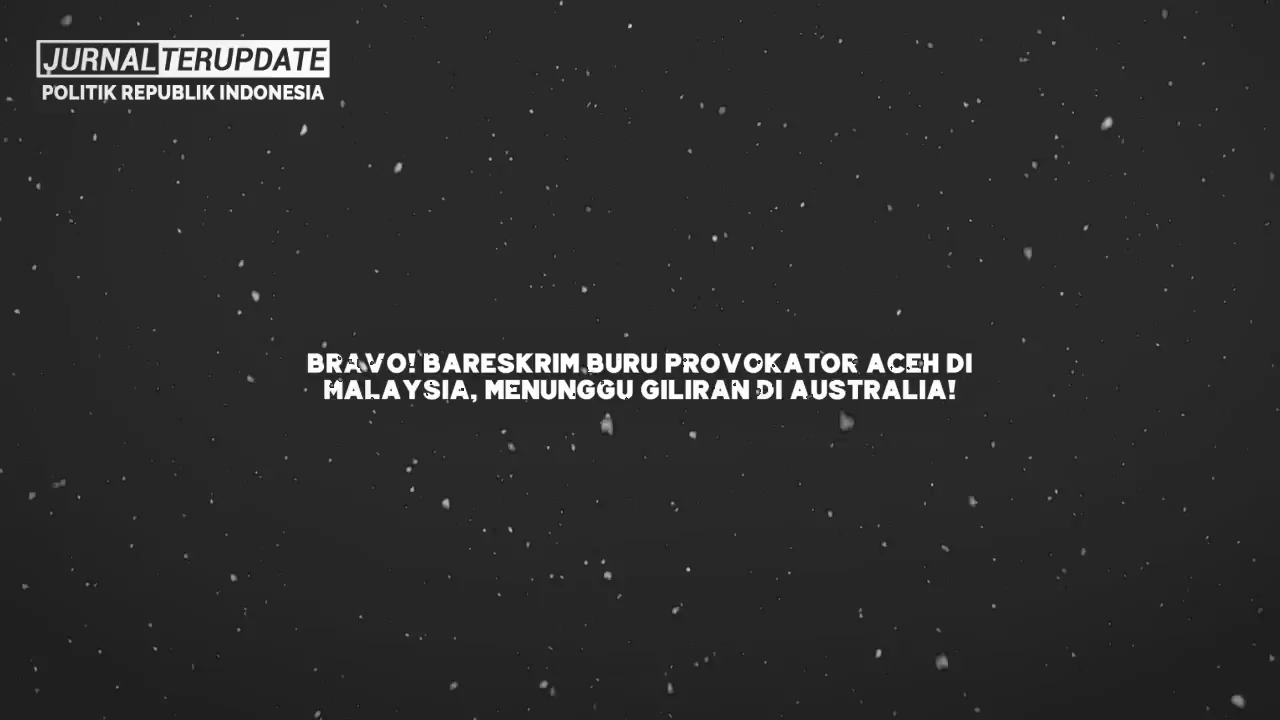 JURNALTERUPDATE
POLITIK REPUBLIK INDONESIA
BRAVO! BARESKRIM BURU PROVOKATOR ACEH DI
MALAYSIA, MENUNGGU GILIRAN DI AUSTRALIA!